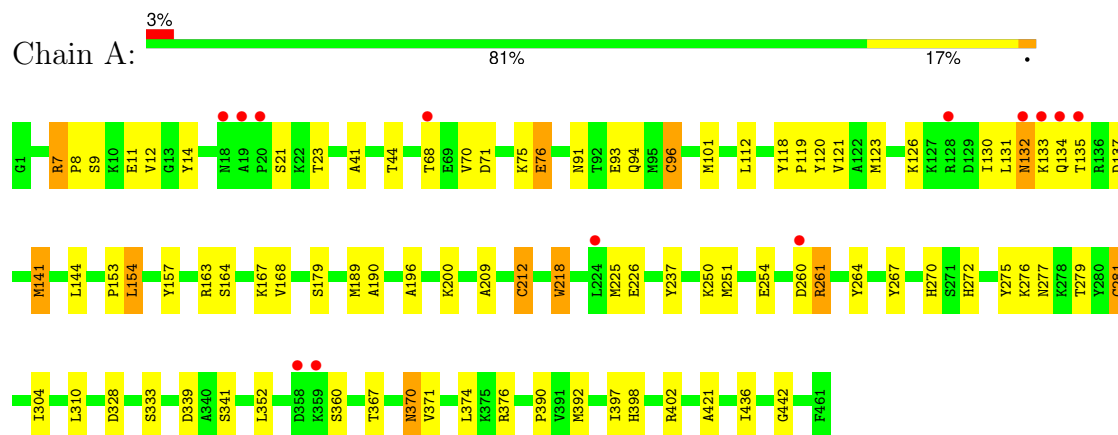 3%
Chain A:
81% 17% •
G1 R7 P8 S9 K10 E11 V12 G13 Y14 N18 A19 P20 S21 K22 T23 A41 T44 T68 E69 V70 D71 K75 E76 N91 T92 E93 Q94 M95 C96 M101 L112 Y118 P119 Y120 V121 A122 M123 K126 K127 R128 D129 I130 L131 N132 K133 Q134 T135 R136 D137
M141 L144 P153 L154 Y157 R163 S164 K167 V168 S179 M189 A190 A196 K200 A209 C212 W218 L224 M225 E226 Y237 K250 M251 E254 D260 R261 Y264 Y267 H270 S271 H272 Y275 K276 N277 K278 T279 Y280
I304 L310 D328 S333 D339 A340 S341 L352 D358 K359 S360 T367 N370 V371 L374 K375 R376 P390 V391 M392 I397 H398 R402 A421 I436 G442 F461